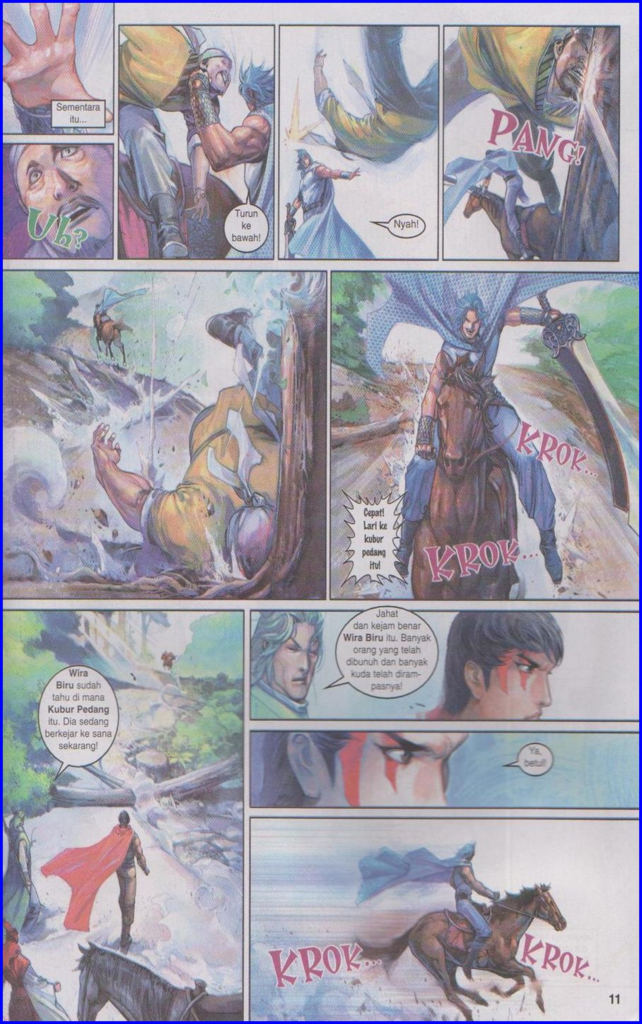 Sementara
itu...
Uh?
Turun
ke
bawah!
Nyah!
PANG!
KROK...
Cepat!
Lari ke
kubur
pedang
itu!
KROK...
Wira
Biru sudah
tahu di mana
Kubur Pedang
itu. Dia sedang
berkejar ke sana
sekarang!
Jahat
dan kejam benar
Wira Biru itu. Banyak
orang yang telah
dibunuh dan banyak
kuda telah diram-
pasnya!
Ya,
betul!
KROK...
KROK...
11